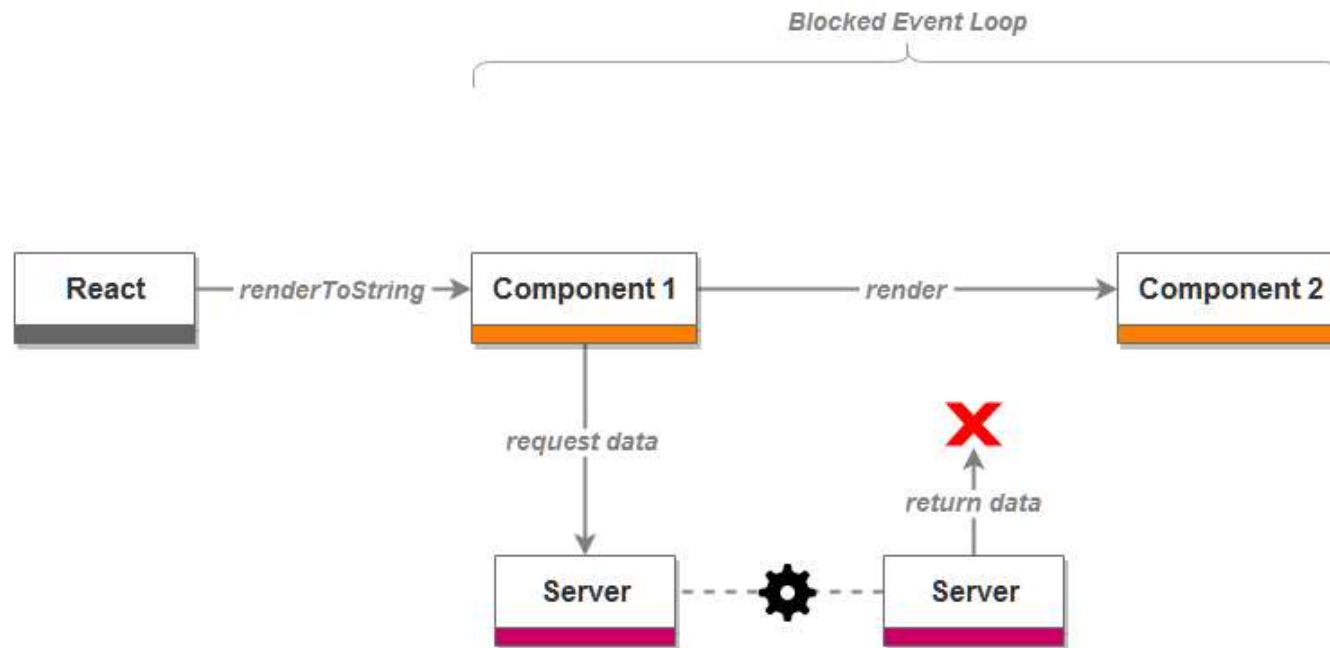 Blocked Event Loop
React
renderToString
Component 1
render
Component 2
request data
return data
Server
Server